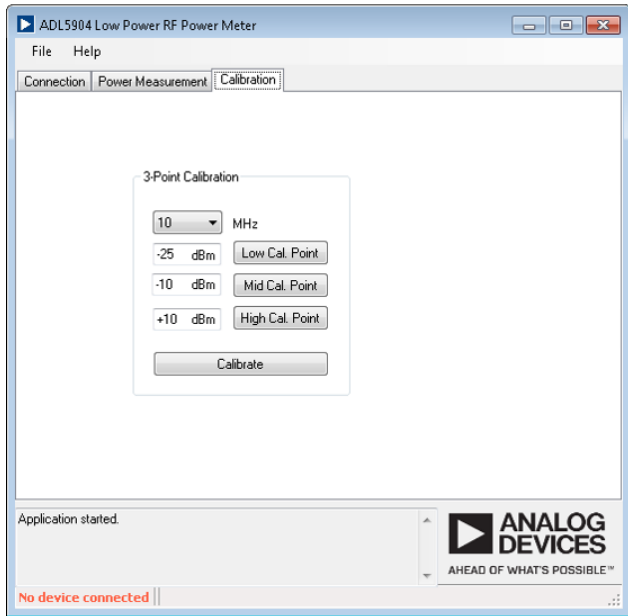 ADL5904 Low Power RF Power Meter
File Help
Connection Power Measurement Calibration
3-Point Calibration
10 MHz
-25 dBm Low Cal. Point
-10 dBm Mid Cal. Point
+10 dBm High Cal. Point
Calibrate
Application started.
ANALOG
DEVICES
AHEAD OF WHAT'S POSSIBLE™
No device connected